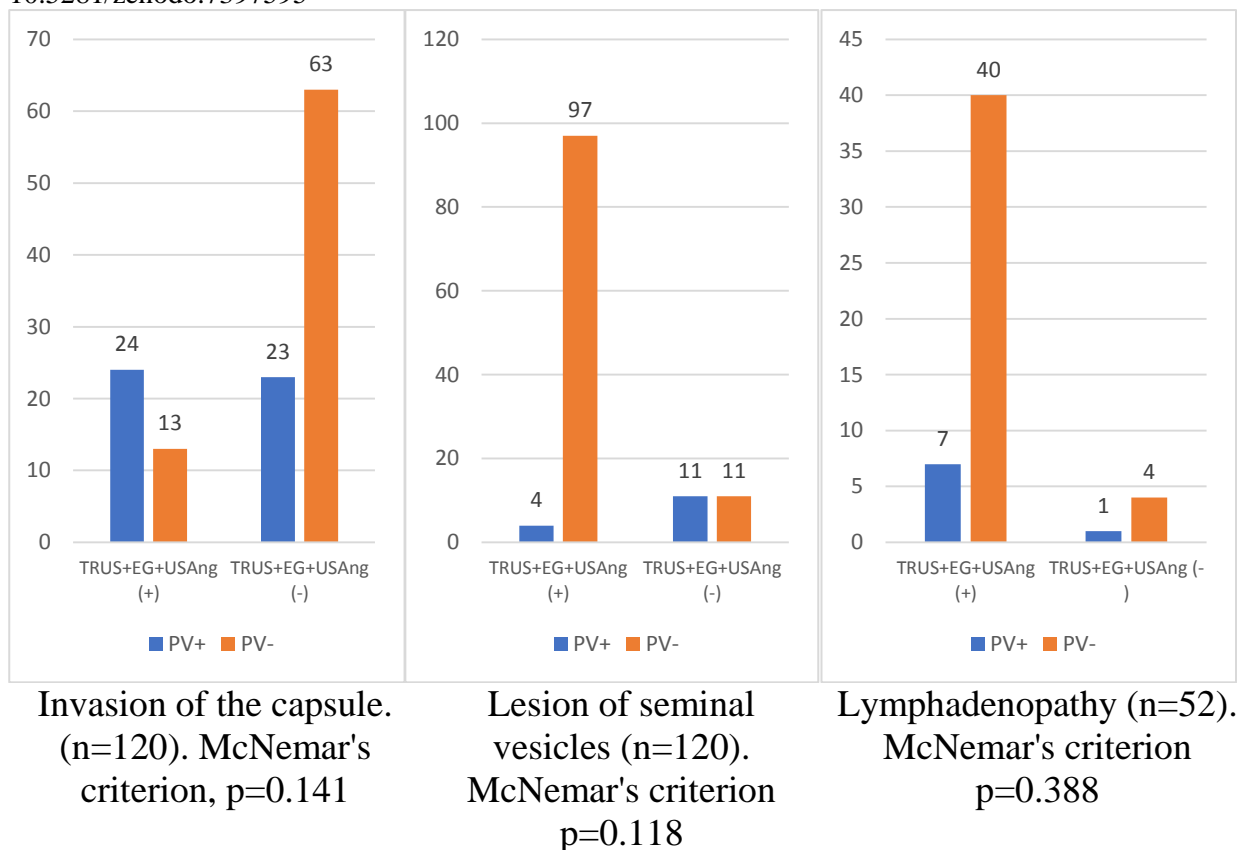 10.5281/zenodo.7397395
70
60
50
40
30
20
10
0
24
13
23
63
TRUS+EG+USAng
(+)
TRUS+EG+USAng
(-)
PV+ PV-
Invasion of the capsule.
(n=120). McNemar's
criterion, p=0.141
120
100
80
60
40
20
0
4
97
11
11
TRUS+EG+USAng
(+)
TRUS+EG+USAng
(-)
PV+ PV-
Lesion of seminal
vesicles (n=120).
McNemar's criterion
p=0.118
45
40
35
30
25
20
15
10
5
0
7
40
1
4
TRUS+EG+USAng
(+)
TRUS+EG+USAng (-
)
PV+ PV-
Lymphadenopathy (n=52).
McNemar's criterion
p=0.388